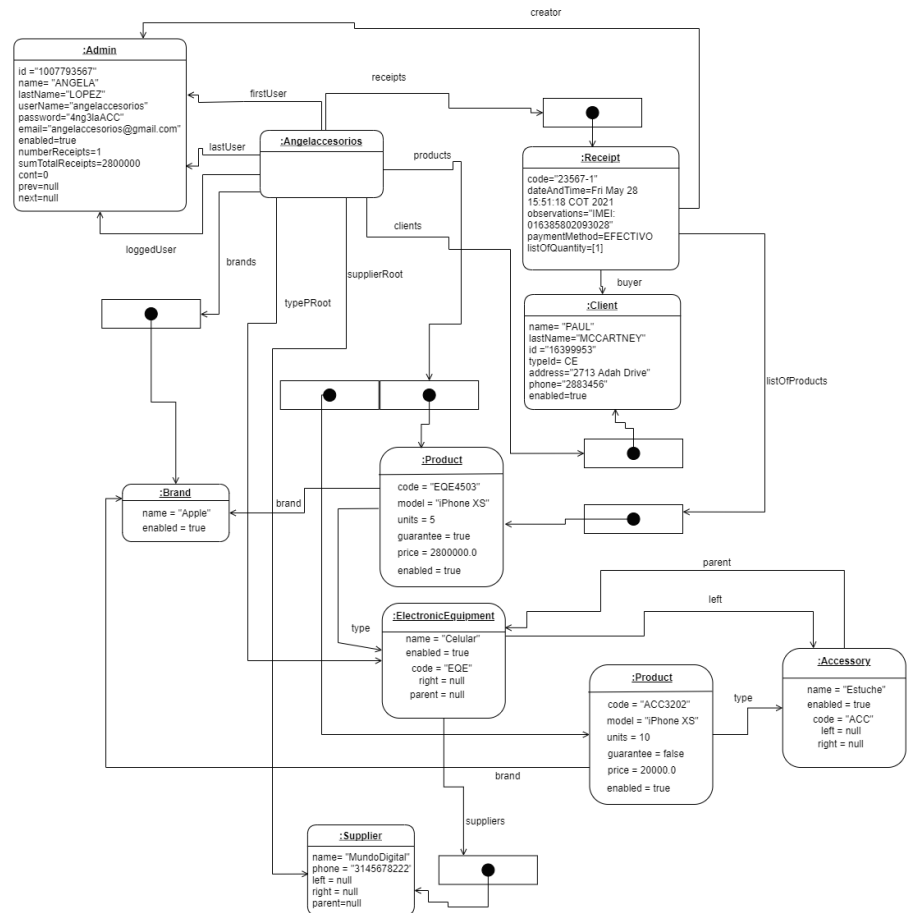 creator
:Admin
id ="1007793567"
name= "ANGELA"
lastName="LOPEZ"
userName="angelaccesorios"
password="4ng3laACC"
email="angelaccesorios@gmail.com"
enabled=true
numberReceipts=1
sumTotalReceipts=2800000
cont=0
prev=null
next=null
firstUser
receipts
lastUser
:Angelaccesorios
products
loggedUser
brands
typePRoot
supplierRoot
clients
:Receipt
code="23567-1"
dateAndTime=Fri May 28
15:51:18 COT 2021
observations="IMEI:
016385802093028"
paymentMethod=EFECTIVO
listOfQuantity=[1]
buyer
:Client
name= "PAUL"
lastName="MCCARTNEY"
id ="16399953"
typeId= CE
address="2713 Adah Drive"
phone="2883456"
enabled=true
listOfProducts
:Product
code = "EQE4503"
model = "iPhone XS"
units = 5
guarantee = true
price = 2800000.0
enabled = true
brand
:Brand
name = "Apple"
enabled = true
type
:ElectronicEquipment
name = "Celular"
enabled = true
code = "EQE"
right = null
parent = null
parent
left
:Accessory
name = "Estuche"
enabled = true
code = "ACC"
left = null
right = null
:Product
code = "ACC3202"
model = "iPhone XS"
units = 10
guarantee = false
price = 20000.0
enabled = true
type
brand
suppliers
:Supplier
name= "MundoDigital"
phone = "3145678222"
left = null
right = null
parent=null